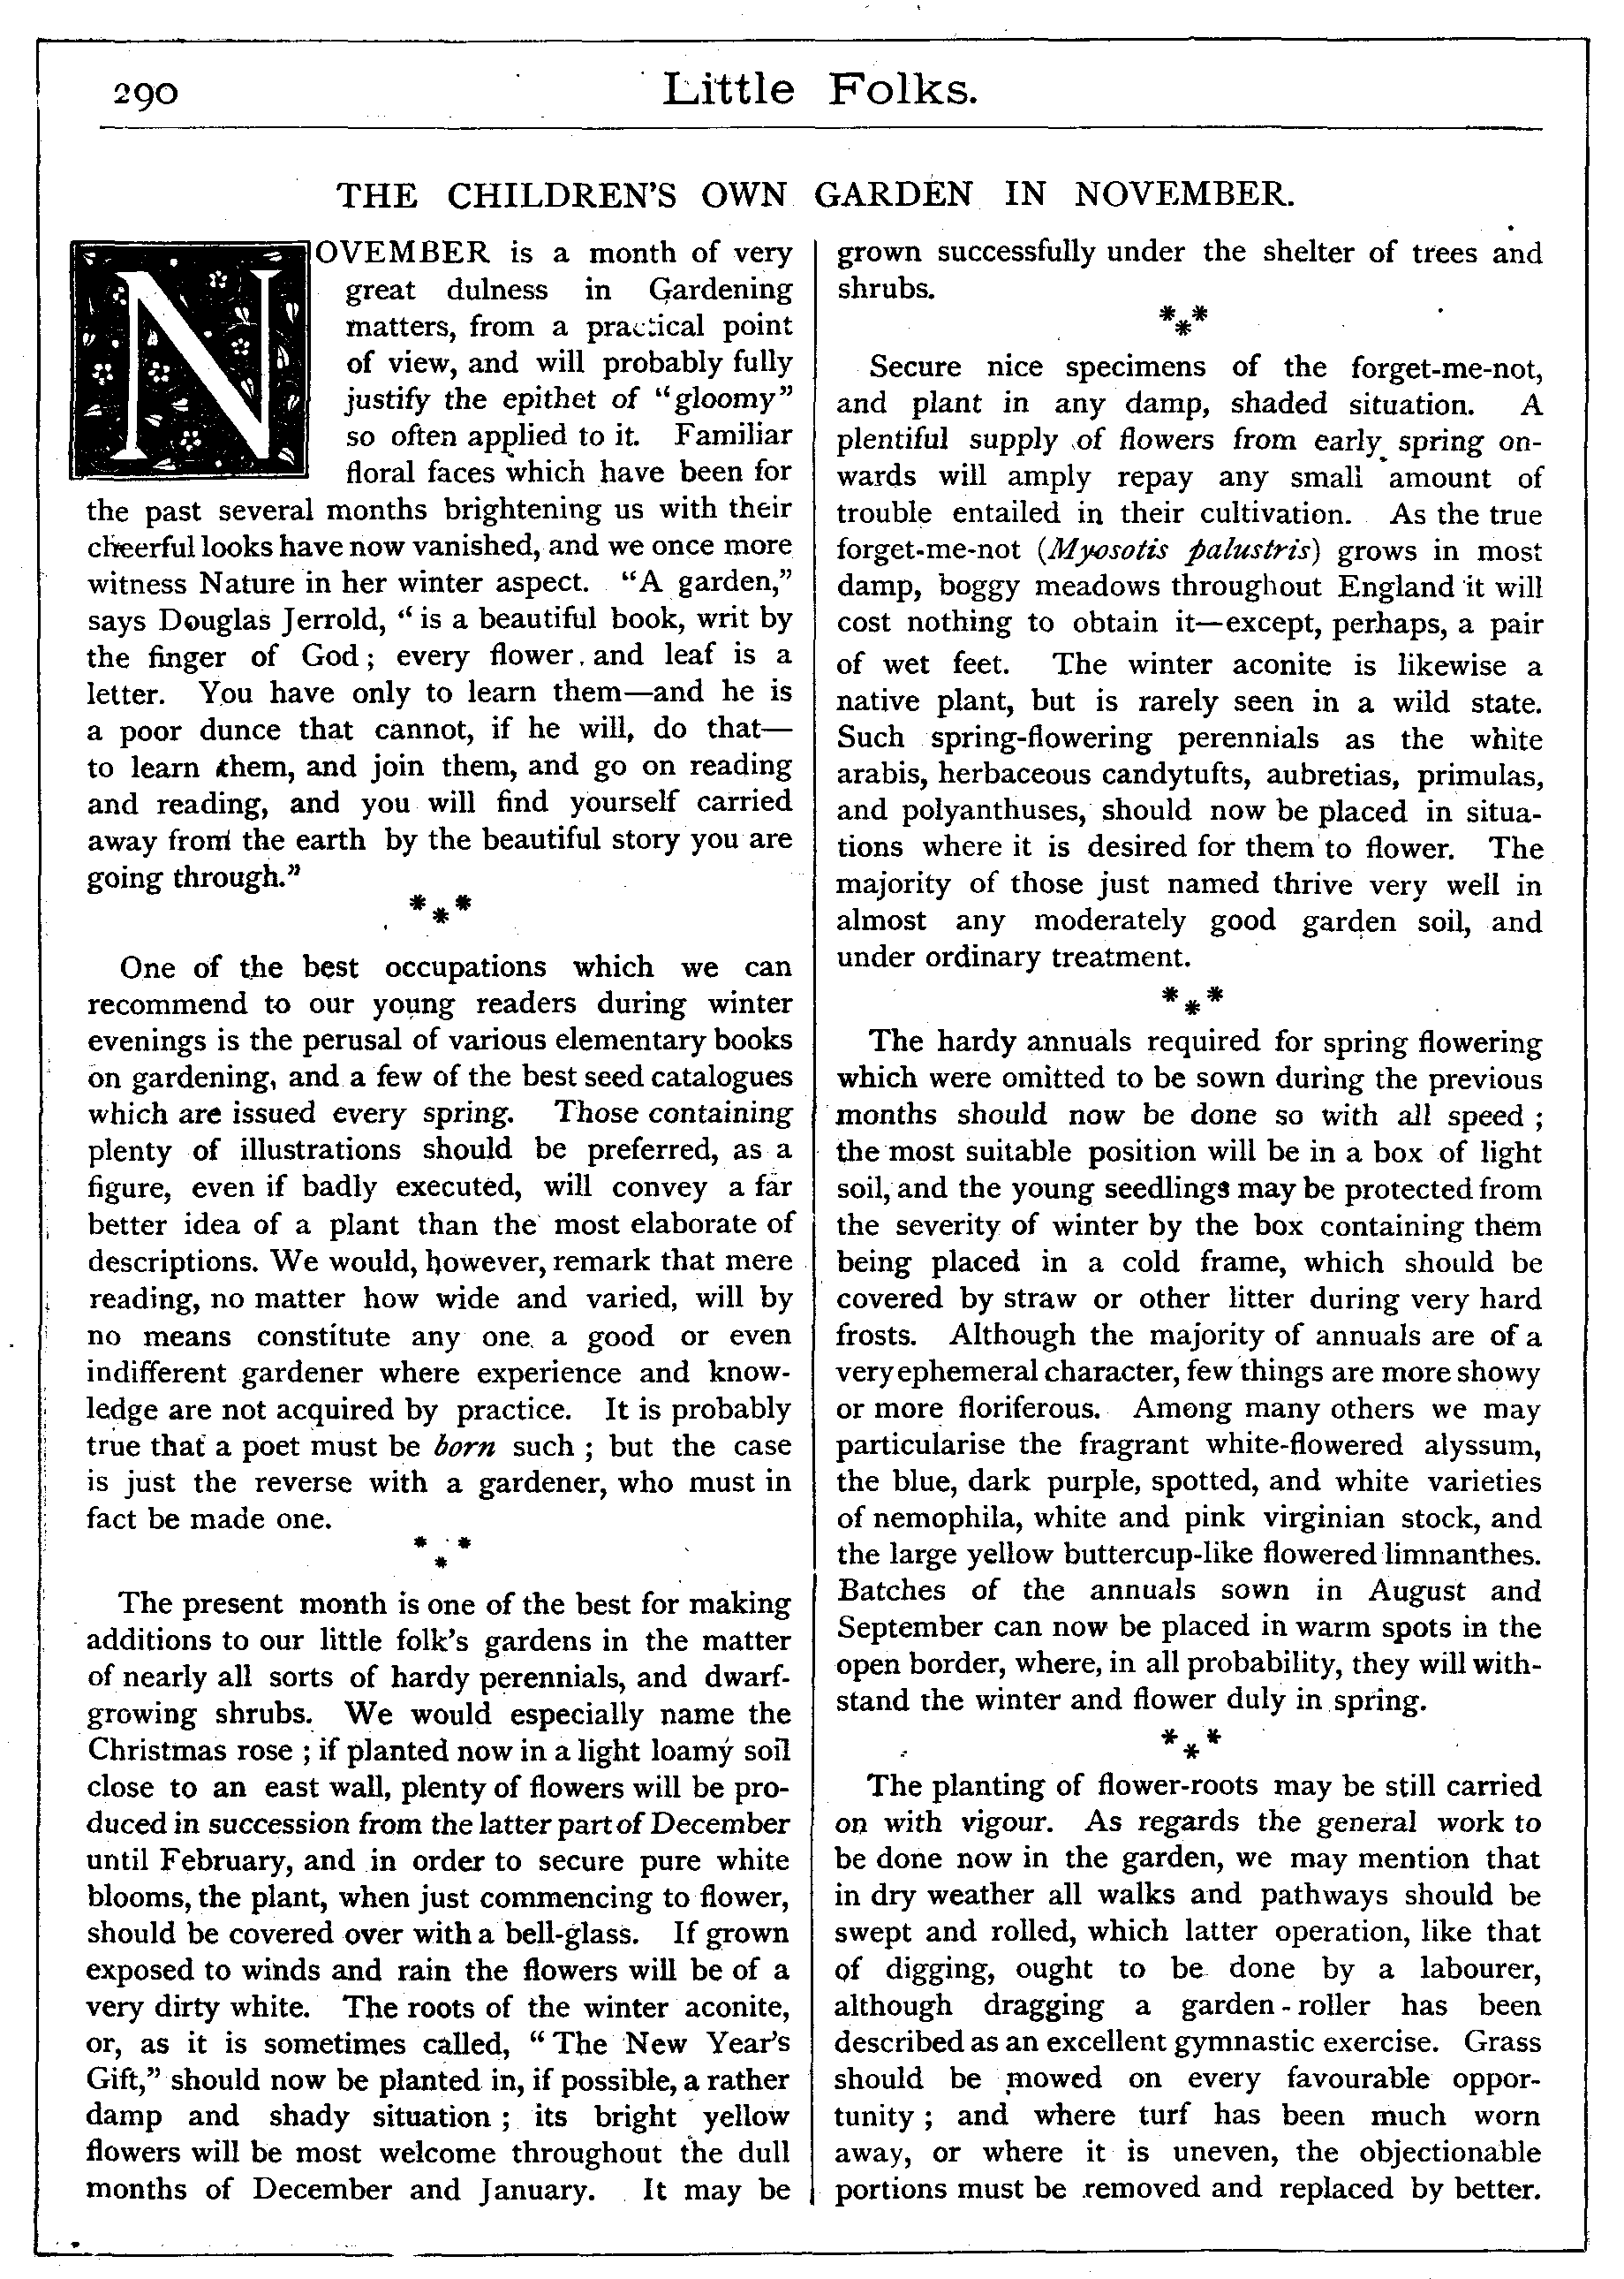 290
Little Folks.
THE CHILDREN'S OWN GARDEN IN NOVEMBER.
NOVEMBER is a month of very
great dulness in Gardening
matters, from a practical point
of view, and will probably fully
justify the epithet of "gloomy"
so often applied to it. Familiar
floral faces which have been for
the past several months brightening us with their
cheerful looks have now vanished, and we once more
witness Nature in her winter aspect. "A garden,"
says Douglas Jerrold, "is a beautiful book, writ by
the finger of God; every flower and leaf is a
letter. You have only to learn them—and he is
a poor dunce that cannot, if he will, do that—
to learn them, and join them, and go on reading
and reading, and you will find yourself carried
away from the earth by the beautiful story you are
going through."
* * *
One of the best occupations which we can
recommend to our young readers during winter
evenings is the perusal of various elementary books
on gardening, and a few of the best seed catalogues
which are issued every spring. Those containing
plenty of illustrations should be preferred, as a
figure, even if badly executed, will convey a far
better idea of a plant than the most elaborate of
descriptions. We would, however, remark that mere
reading, no matter how wide and varied, will by
no means constitute any one a good or even
indifferent gardener where experience and know-
ledge are not acquired by practice. It is probably
true that a poet must be born such; but the case
is just the reverse with a gardener, who must in
fact be made one.
* * *
The present month is one of the best for making
additions to our little folk's gardens in the matter
of nearly all sorts of hardy perennials, and dwarf-
growing shrubs. We would especially name the
Christmas rose; if planted now in a light loamy soil
close to an east wall, plenty of flowers will be pro-
duced in succession from the latter part of December
until February, and in order to secure pure white
blooms, the plant, when just commencing to flower,
should be covered over with a bell-glass. If grown
exposed to winds and rain the flowers will be of a
very dirty white. The roots of the winter aconite,
or, as it is sometimes called, "The New Year's
Gift," should now be planted in, if possible, a rather
damp and shady situation; its bright yellow
flowers will be most welcome throughout the dull
months of December and January. It may be
grown successfully under the shelter of trees and
shrubs.
* * *
Secure nice specimens of the forget-me-not,
and plant in any damp, shaded situation. A
plentiful supply of flowers from early spring on-
wards will amply repay any small amount of
trouble entailed in their cultivation. As the true
forget-me-not (Myosotis palustris) grows in most
damp, boggy meadows throughout England it will
cost nothing to obtain it—except, perhaps, a pair
of wet feet. The winter aconite is likewise a
native plant, but is rarely seen in a wild state.
Such spring-flowering perennials as the white
arabis, herbaceous candytufts, aubretias, primulas,
and polyanthuses, should now be placed in situa-
tions where it is desired for them to flower. The
majority of those just named thrive very well in
almost any moderately good garden soil, and
under ordinary treatment.
* * *
The hardy annuals required for spring flowering
which were omitted to be sown during the previous
months should now be done so with all speed;
the most suitable position will be in a box of light
soil, and the young seedlings may be protected from
the severity of winter by the box containing them
being placed in a cold frame, which should be
covered by straw or other litter during very hard
frosts. Although the majority of annuals are of a
very ephemeral character, few things are more showy
or more floriferous. Among many others we may
particularise the fragrant white-flowered alyssum,
the blue, dark purple, spotted, and white varieties
of nemophila, white and pink virginian stock, and
the large yellow buttercup-like flowered limnanthes.
Batches of the annuals sown in August and
September can now be placed in warm spots in the
open border, where, in all probability, they will with-
stand the winter and flower duly in spring.
* * *
The planting of flower-roots may be still carried
on with vigour. As regards the general work to
be done now in the garden, we may mention that
in dry weather all walks and pathways should be
swept and rolled, which latter operation, like that
of digging, ought to be done by a labourer,
although dragging a garden-roller has been
described as an excellent gymnastic exercise. Grass
should be mowed on every favourable oppor-
tunity; and where turf has been much worn
away, or where it is uneven, the objectionable
portions must be removed and replaced by better.